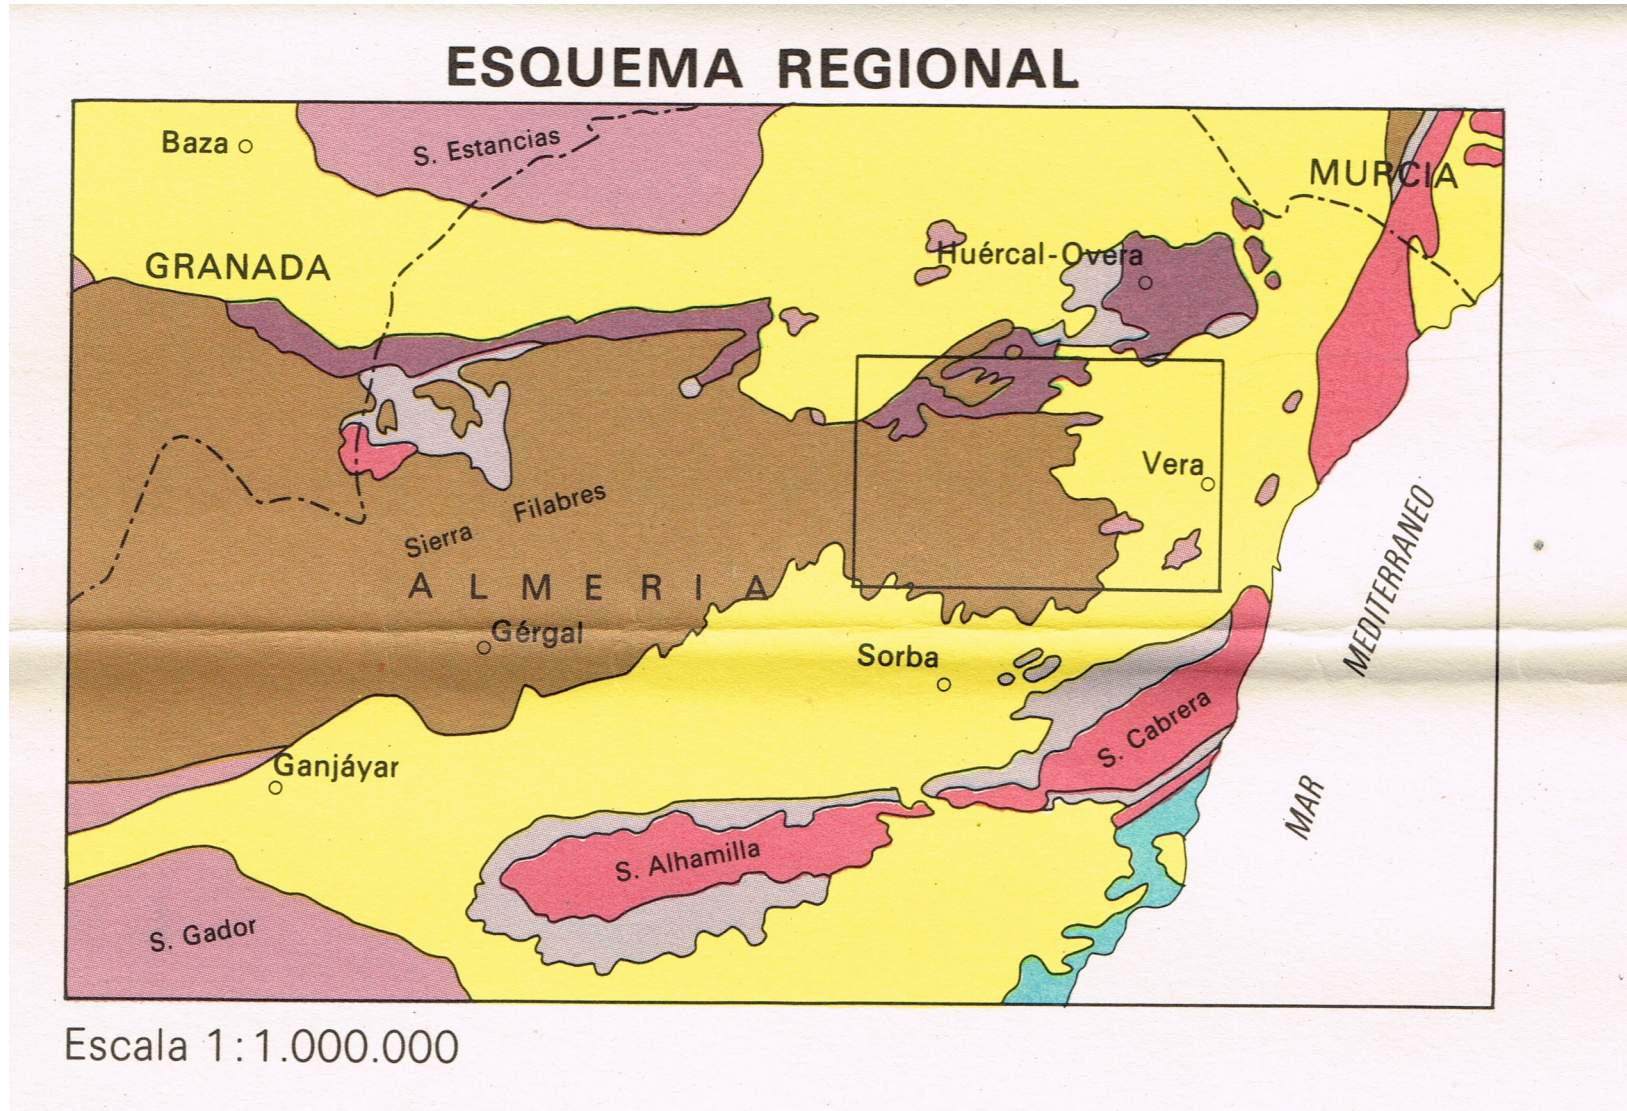 ESQUEMA REGIONAL
Baza
S. Estancias
MURCIA
GRANADA
Huércal-Overa
Vera
Sierra Filabres
ALMERIA
Gérgal
Sorba
MEDITERRANEO
MAR
S. Cabrera
Ganjáyar
S. Alhamilla
S. Gador
Escala 1:1.000.000